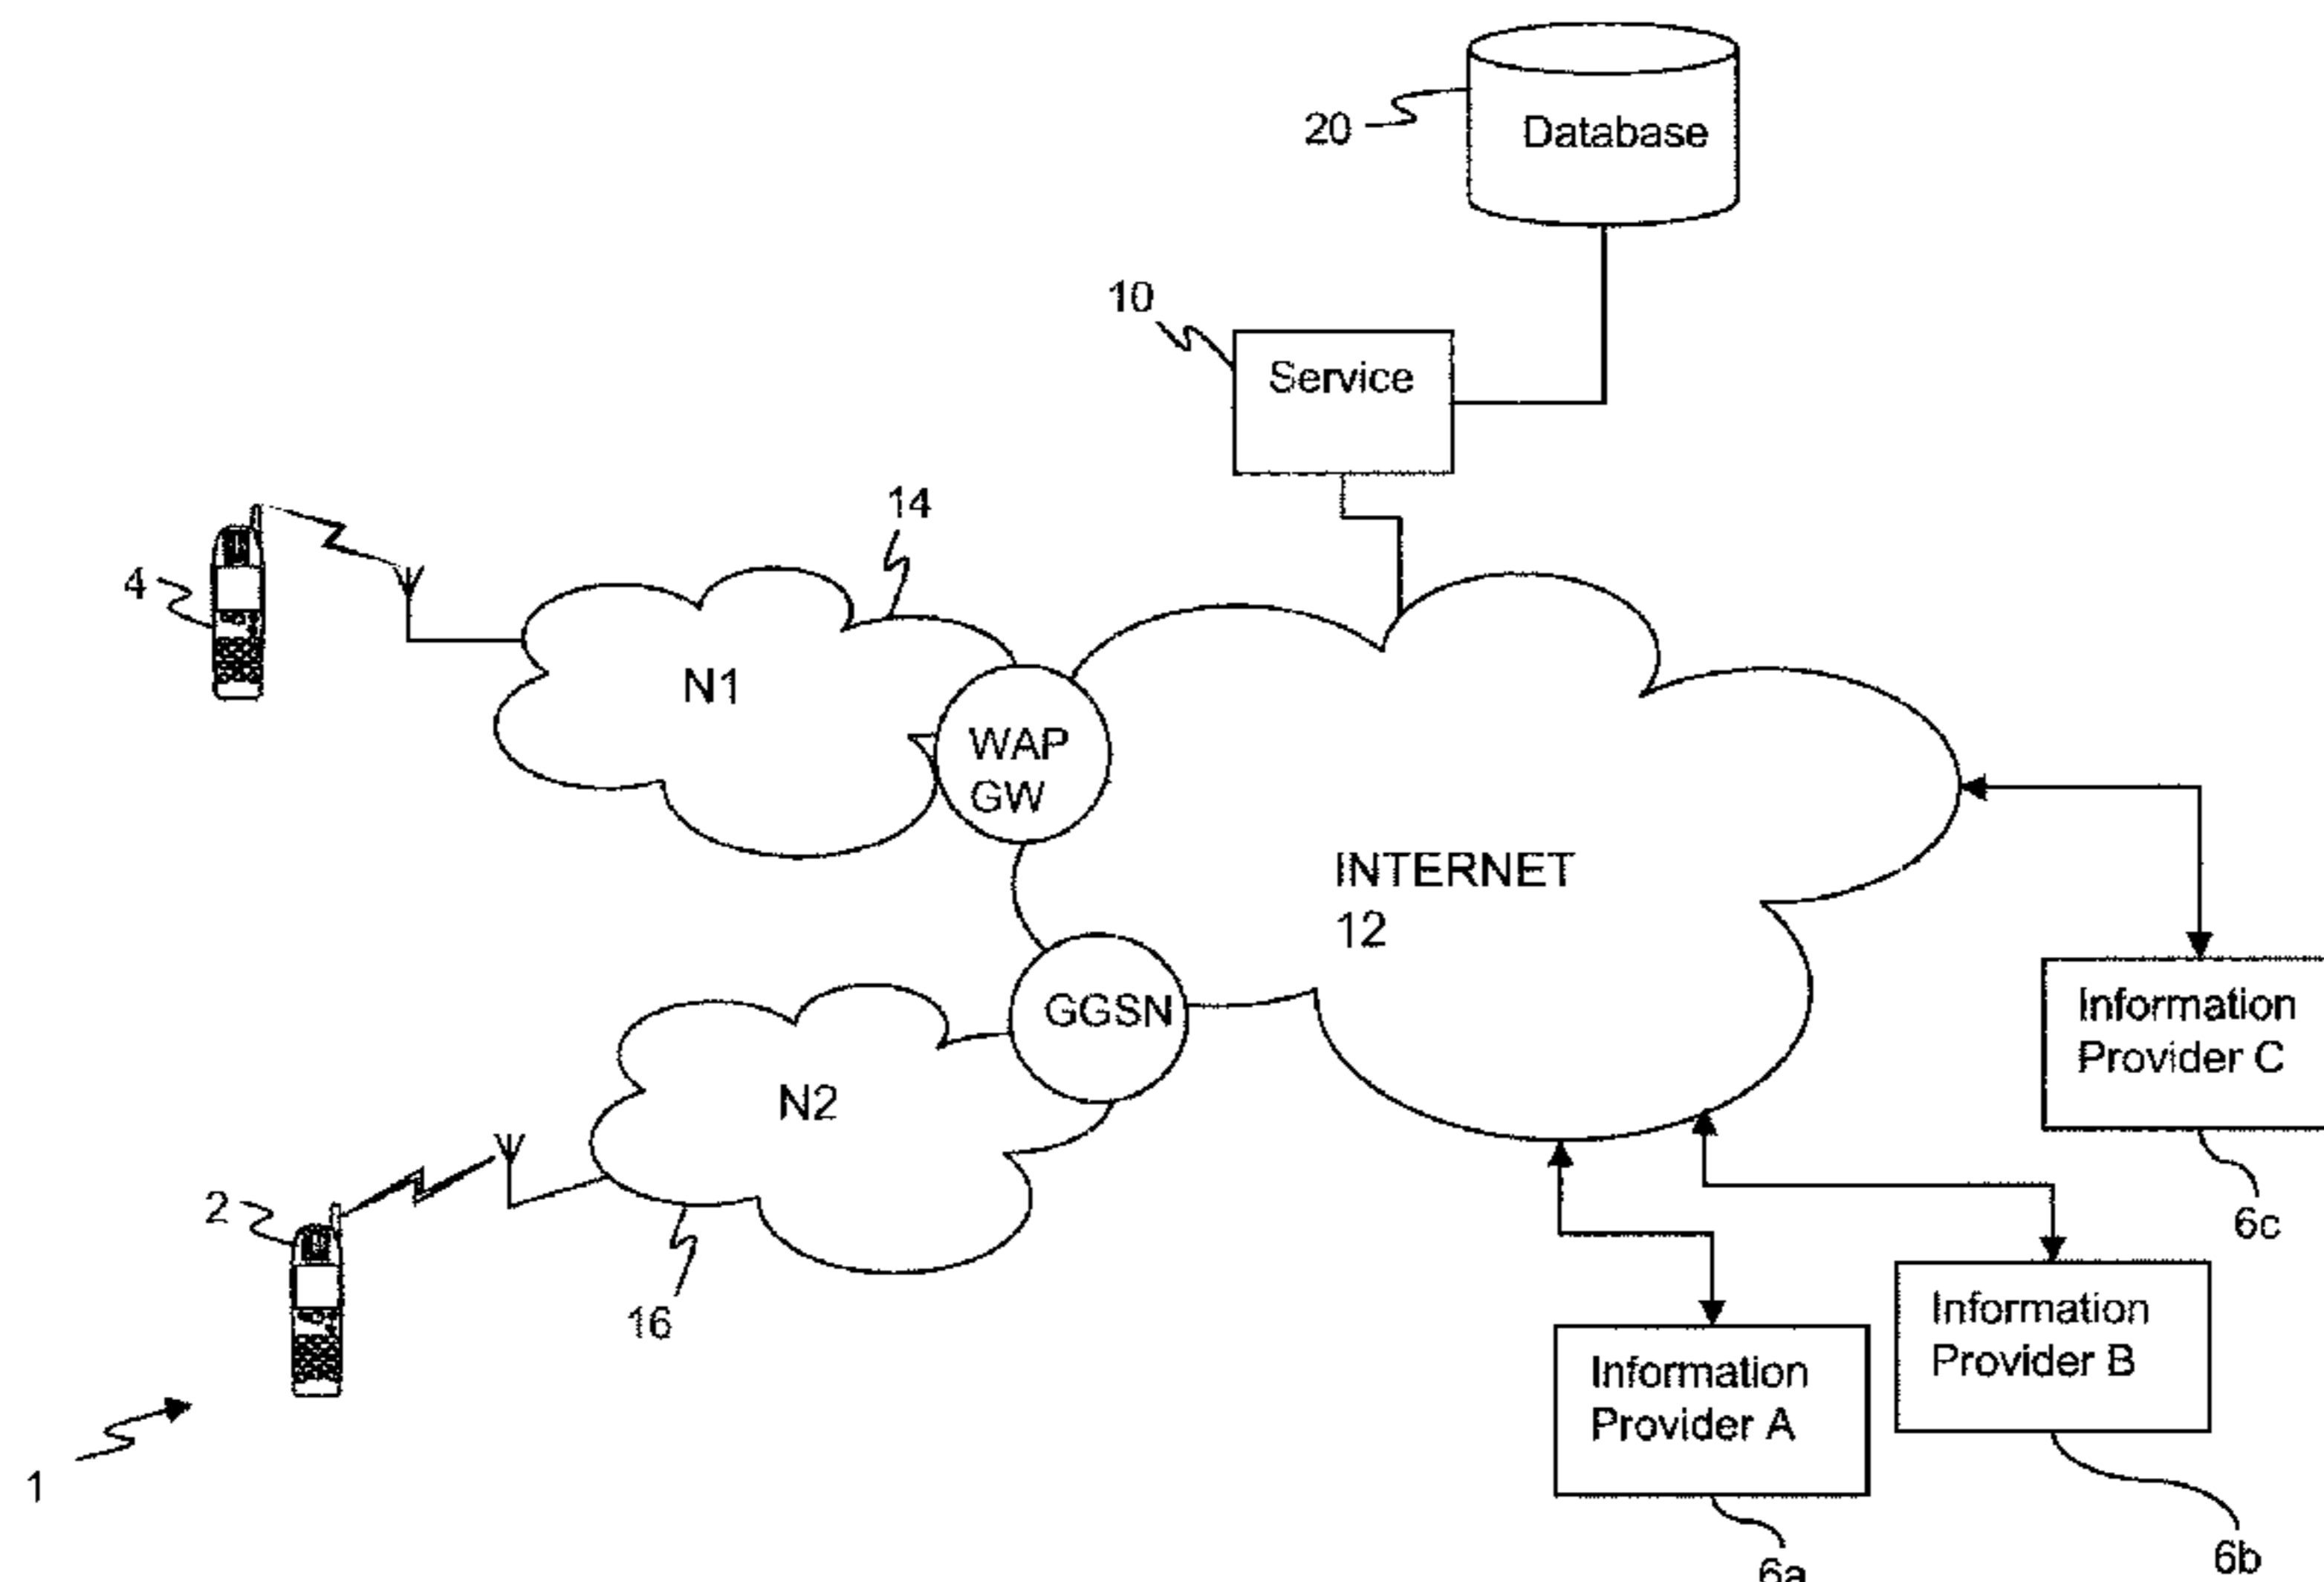 20
Database
10
Service
14
4
N1
WAP
GW
INTERNET
12
GGSN
Information
Provider C
N2
2
6c
16
Information
Provider B
Information
Provider A
1
6b
6a